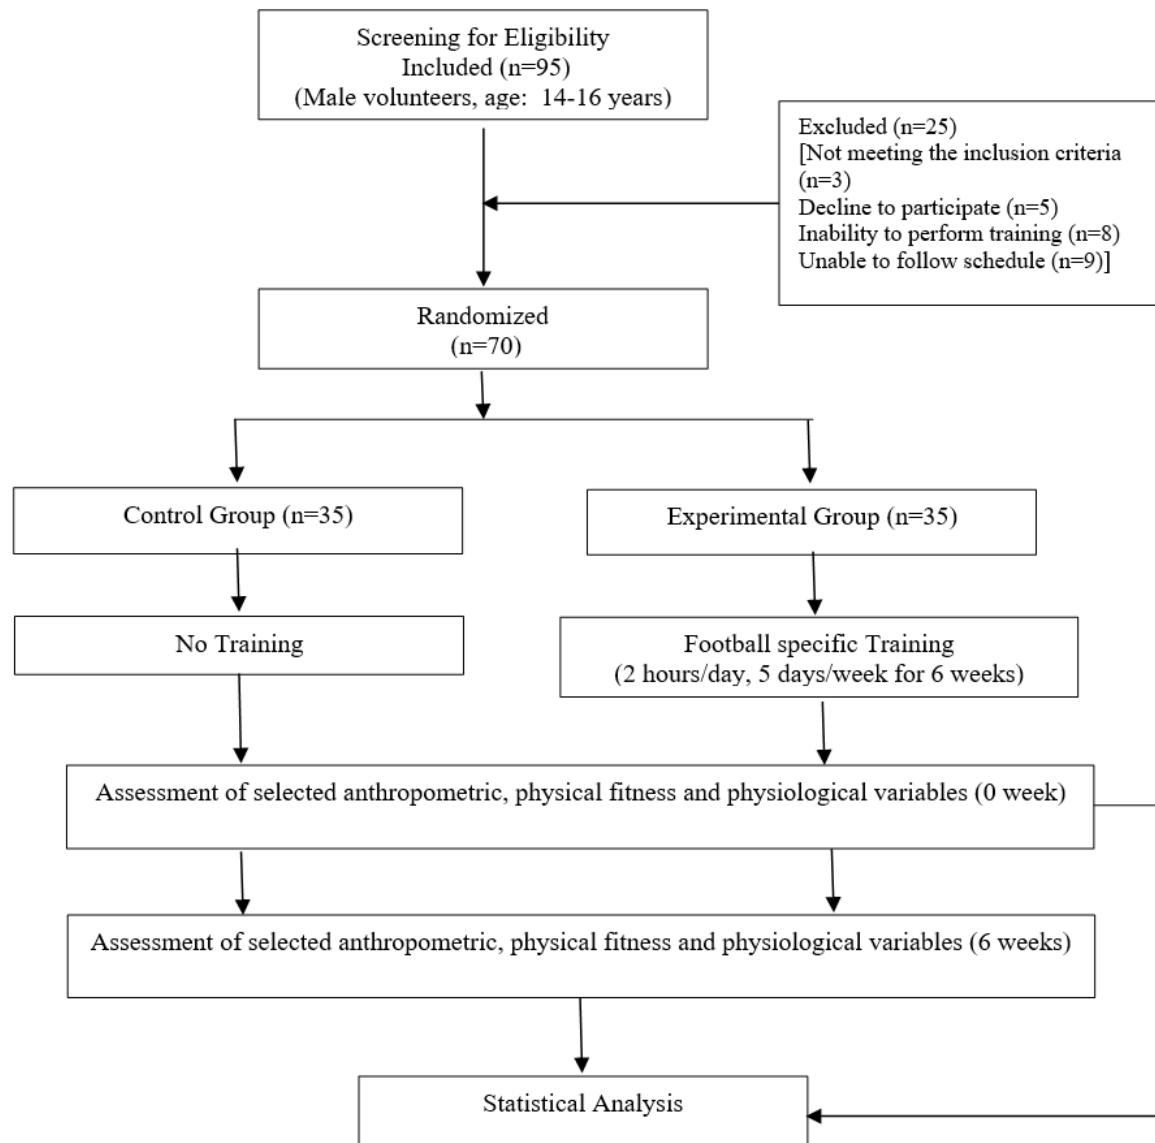 Screening for Eligibility
Included (n=95)
(Male volunteers, age:  14-16 years)
Excluded (n=25)
[Not meeting the inclusion criteria
(n=3)
Decline to participate (n=5)
Inability to perform training (n=8)
Unable to follow schedule (n=9)]
Randomized
(n=70)
Control Group (n=35)
Experimental Group (n=35)
No Training
Football specific Training
(2 hours/day, 5 days/week for 6 weeks)
Assessment of selected anthropometric, physical fitness and physiological variables (0 week)
Assessment of selected anthropometric, physical fitness and physiological variables (6 weeks)
Statistical Analysis